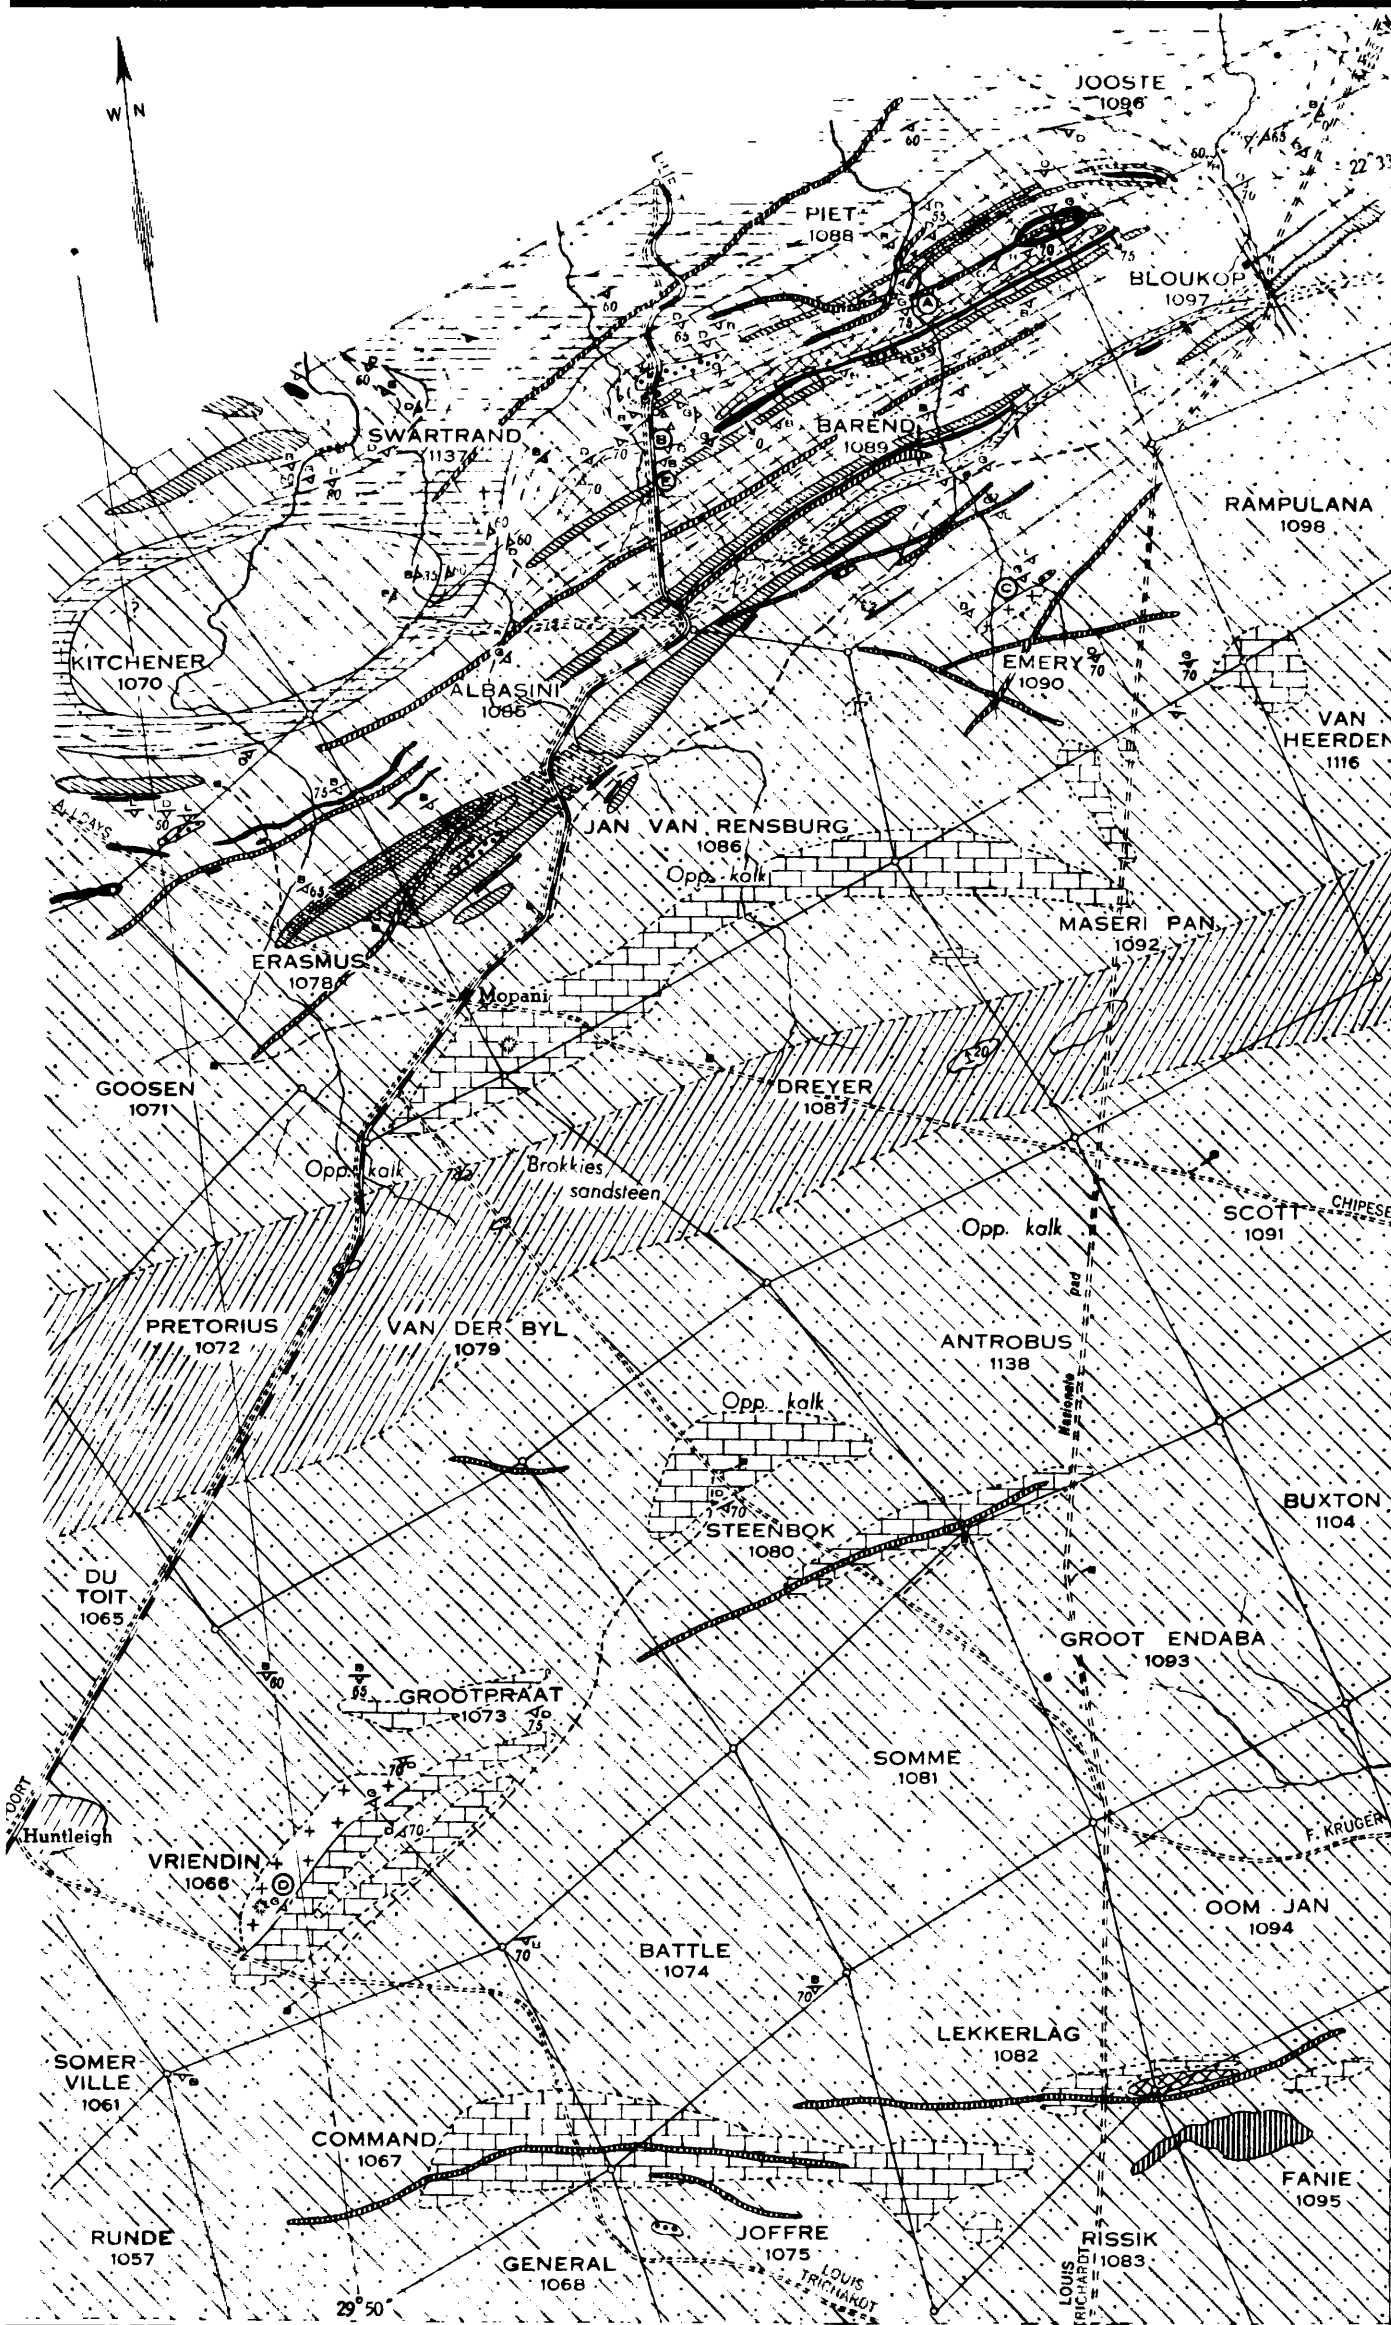 JOOSTE
1096
W N
22° 33'
PIET
1088
BLOUKOP
1097
SWARTRAND
1137
BAREND
1089
RAMPULANA
1098
KITCHENER
1070
EMERY
1090
ALBASINI
1085
VAN
HEERDEN
1116
JAN VAN RENSBURG
1086
Opp. kalk
MASERI PAN
1092
ERASMUS
1078
Mopani
GOOSEN
1071
DREYER
1087
Opp. kalk
Brokkies
sandsteen
CHIPESE
SCOTT
1091
Opp. kalk
pad
PRETORIUS
1072
VAN DER BYL
1079
ANTROBUS
1138
Nasionale
Opp. kalk
BUXTON
1104
STEENBOK
1080
DU
TOIT
1065
GROOT ENDABA
1093
GROOTPRAAT
1073
SOMME
1081
OORT
Huntleigh
F. KRUGER
VRIENDIN
1066
OOM JAN
1094
BATTLE
1074
LEKKERLAG
1082
SOMER-
VILLE
1061
COMMAND
1067
FANIE
1095
RUNDE
1057
JOFFRE
1075
RISSIK
1083
GENERAL
1068
LOUIS
TRICHARDT
LOUIS
TRICHARDT
29°50'